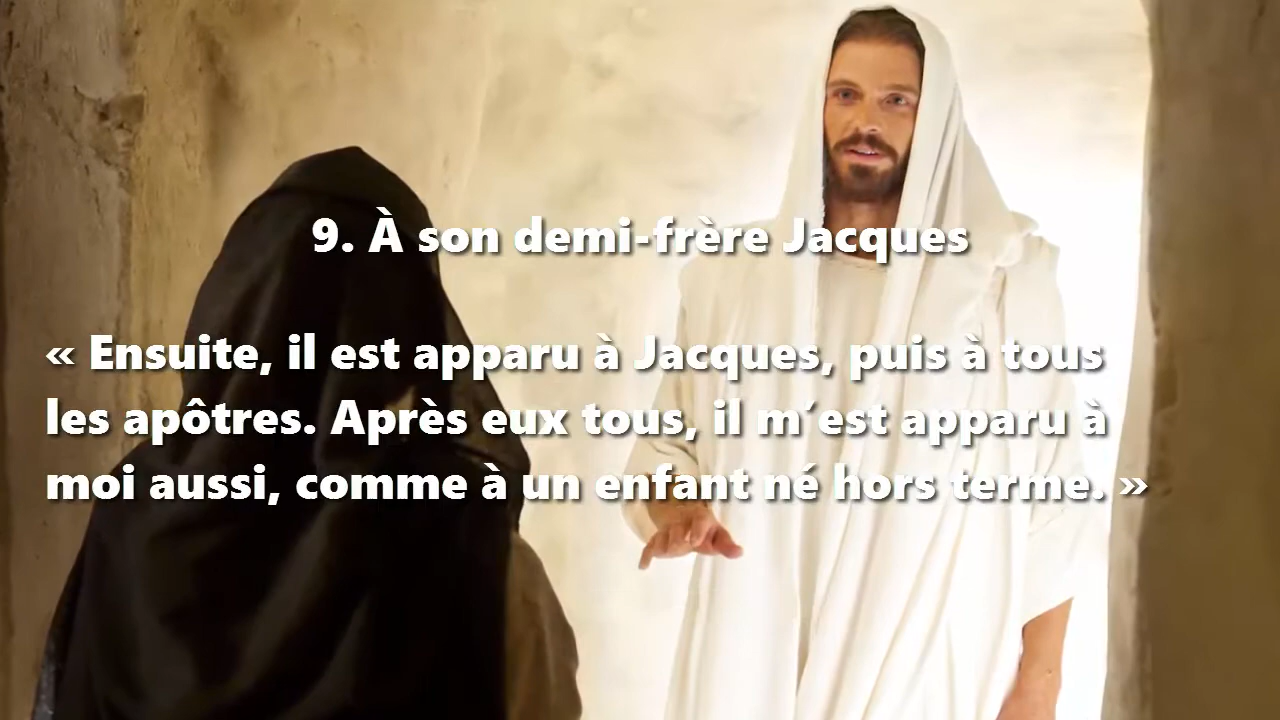 9. À son demi-frère Jacques
« Ensuite, il est apparu à Jacques, puis à tous
les apôtres. Après eux tous, il m’est apparu à
moi aussi, comme à un enfant né hors terme. »